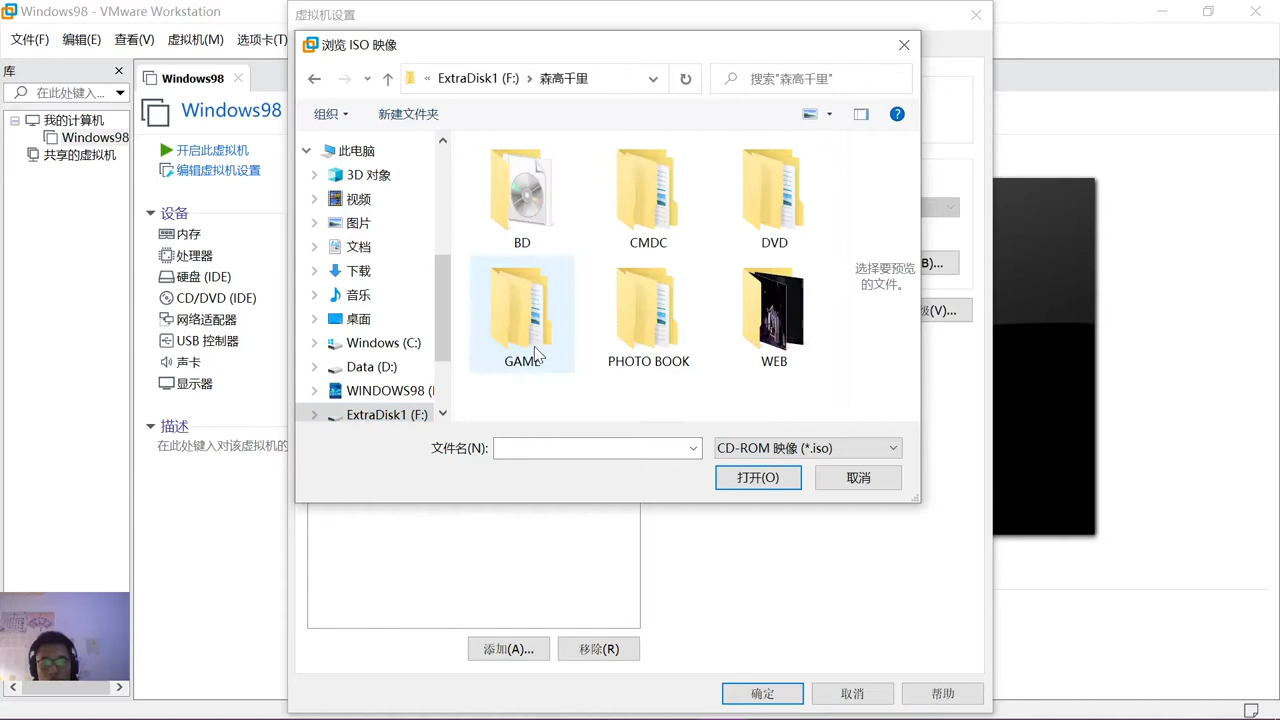 Windows98 - VMware Workstation
文件(F) 编辑(E) 查看(V) 虚拟机(M) 选项卡(T)
库
在此处键入...
我的计算机
Windows98
共享的虚拟机
Windows98
Windows98
开启此虚拟机
编辑虚拟机设置
设备
内存
处理器
硬盘 (IDE)
CD/DVD (IDE)
网络适配器
USB 控制器
声卡
显示器
描述
在此处键入对该虚拟机的
虚拟机设置
浏览 ISO 映像
« ExtraDisk1 (F:) › 森高千里
搜索"森高千里"
组织 新建文件夹
此电脑
3D 对象
视频
图片
文档
下载
音乐
桌面
Windows (C:)
Data (D:)
WINDOWS98 (
ExtraDisk1 (F:)
BD CMDC DVD
GAME PHOTO BOOK WEB
选择要预览
的文件。
文件名(N):
CD-ROM 映像 (*.iso)
打开(O) 取消
B)...
(V)...
添加(A)... 移除(R)
确定 取消 帮助